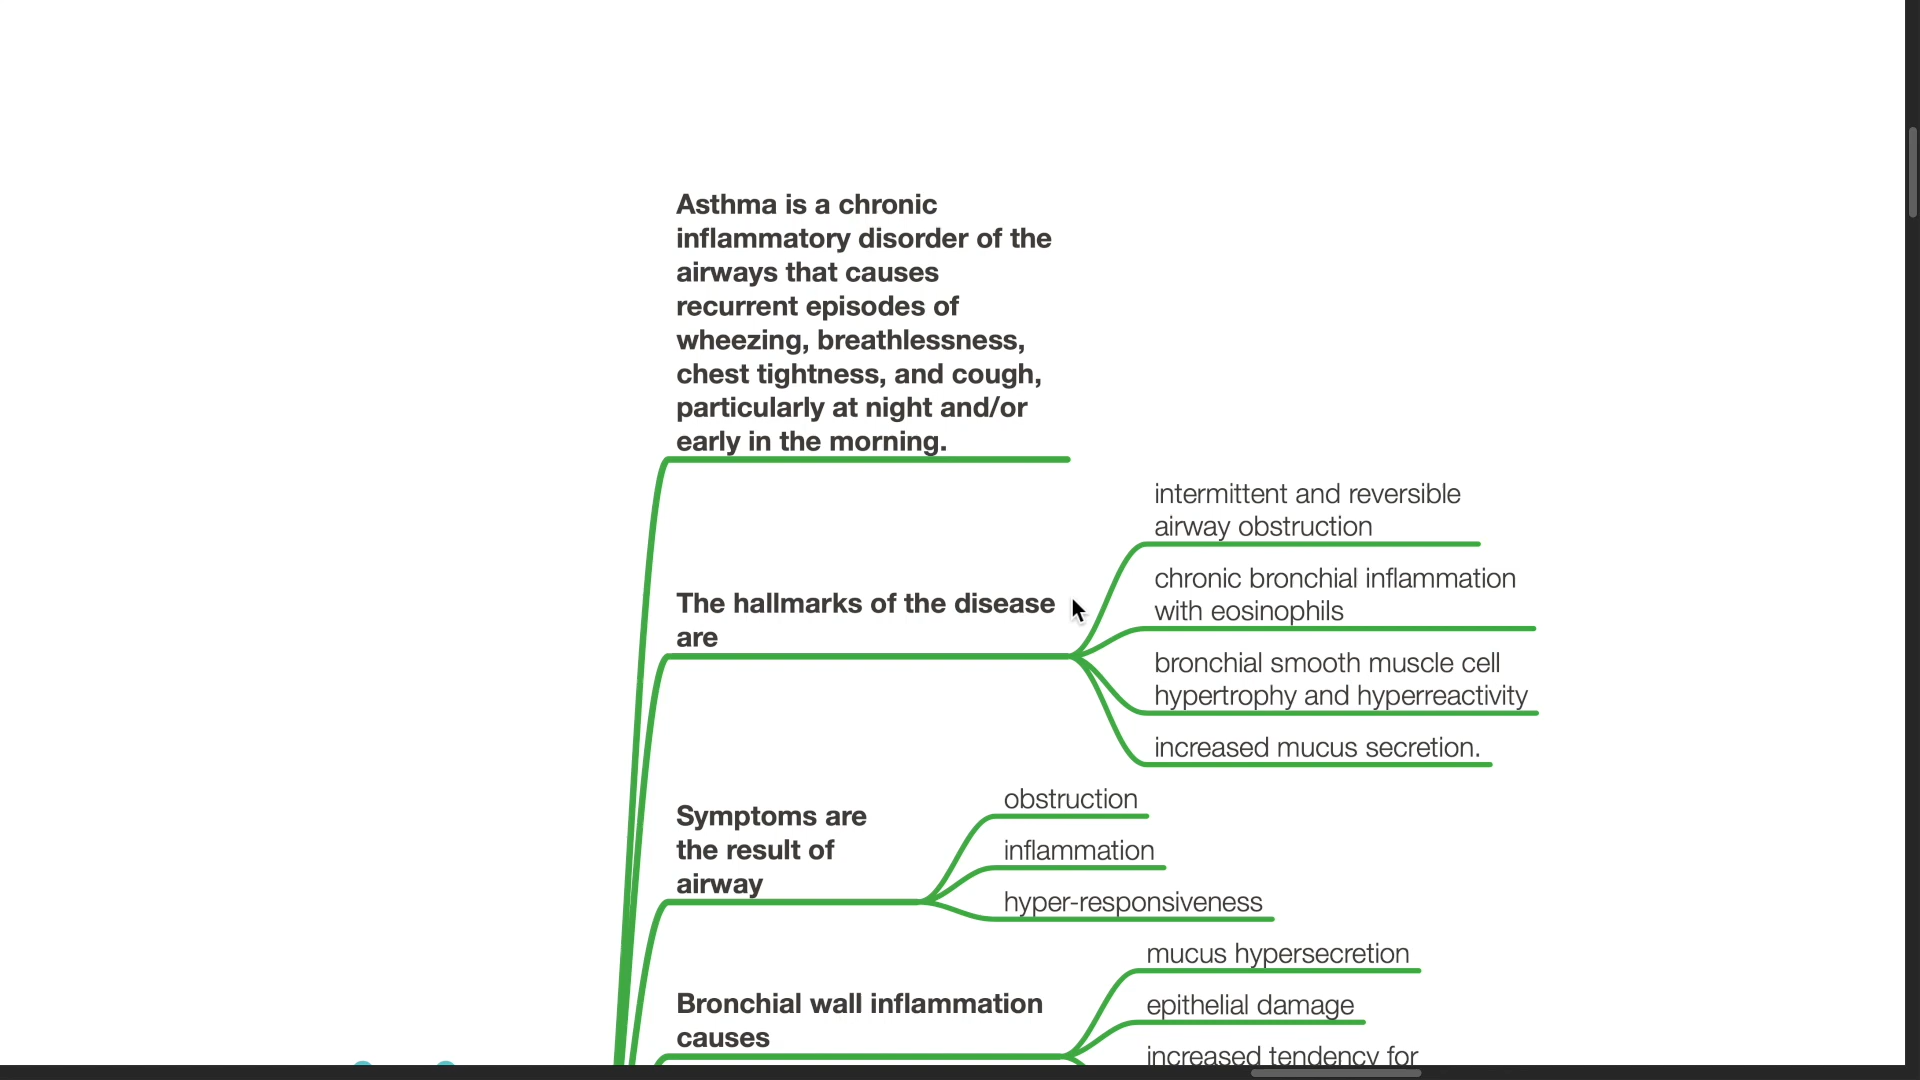 Asthma is a chronic
inflammatory disorder of the
airways that causes
recurrent episodes of
wheezing, breathlessness,
chest tightness, and cough,
particularly at night and/or
early in the morning.
The hallmarks of the disease
are
intermittent and reversible
airway obstruction
chronic bronchial inflammation
with eosinophils
bronchial smooth muscle cell
hypertrophy and hyperreactivity
increased mucus secretion.
Symptoms are
the result of
airway
obstruction
inflammation
hyper-responsiveness
Bronchial wall inflammation
causes
mucus hypersecretion
epithelial damage
increased tendency for